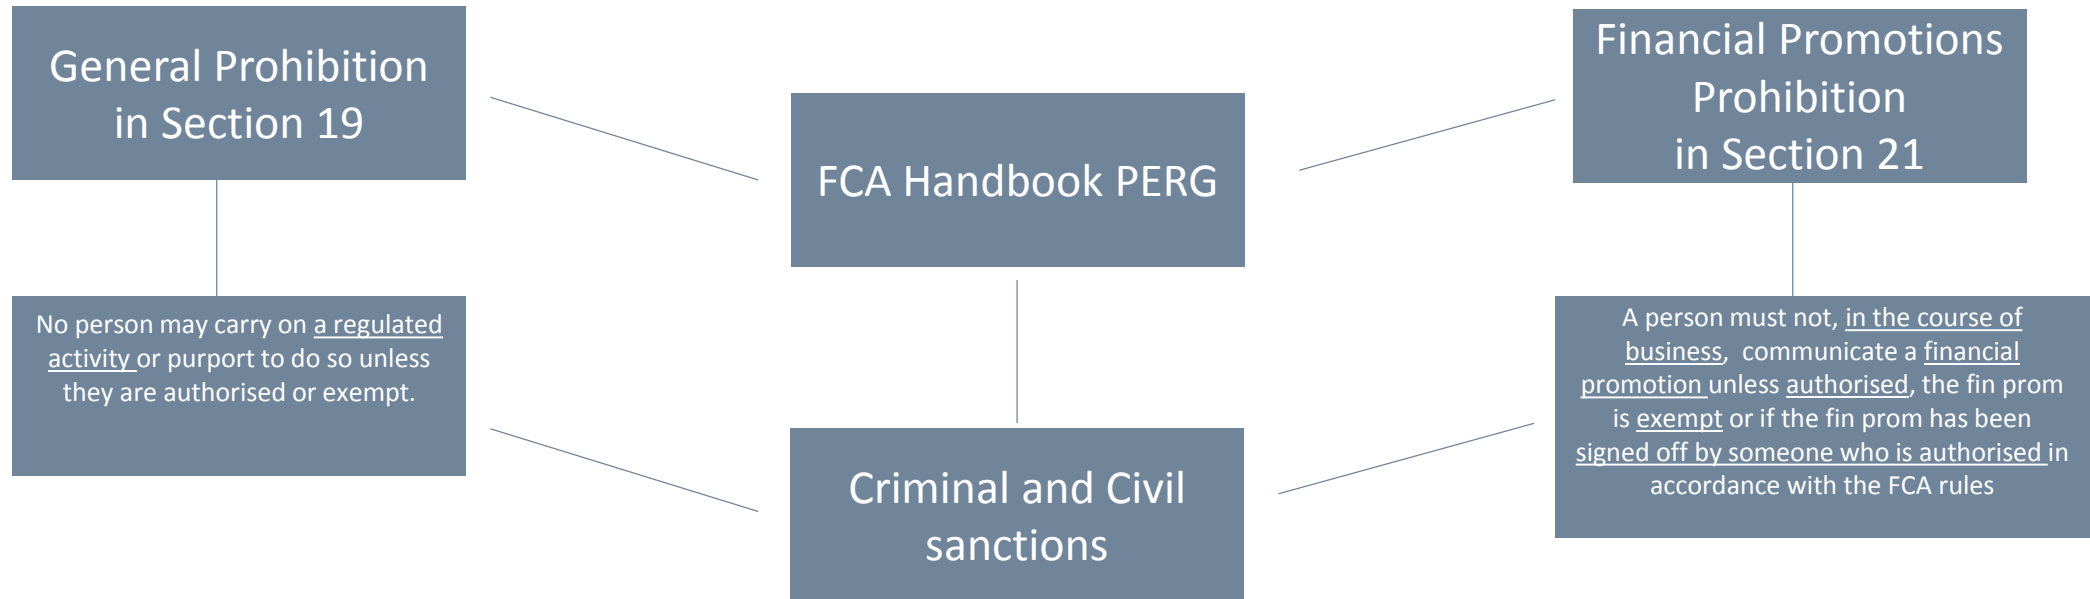 General Prohibition
in Section 19
No person may carry on a regulated
activity or purport to do so unless
they are authorised or exempt.
FCA Handbook PERG
Criminal and Civil
sanctions
Financial Promotions
Prohibition
in Section 21
A person must not, in the course of
business, communicate a financial
promotion unless authorised, the fin prom
is exempt or if the fin prom has been
signed off by someone who is authorised in
accordance with the FCA rules